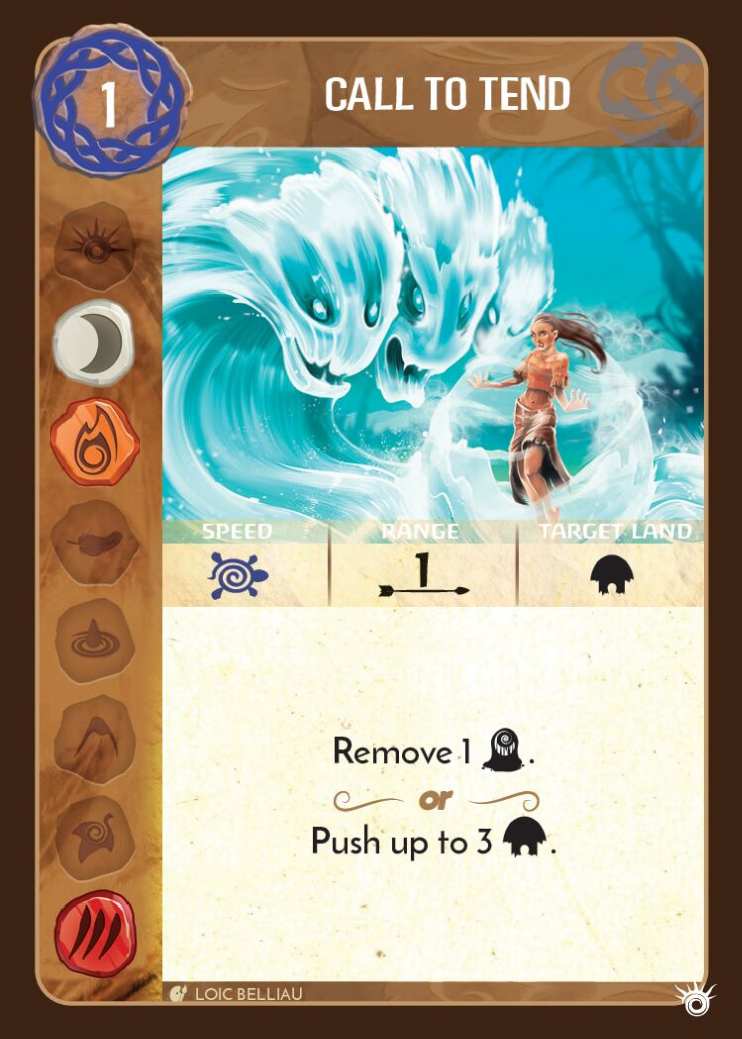 1
CALL TO TEND
SPEED RANGE TARGET LAND
1
Remove 1 .
or
Push up to 3 .
LOIC BELLIAU